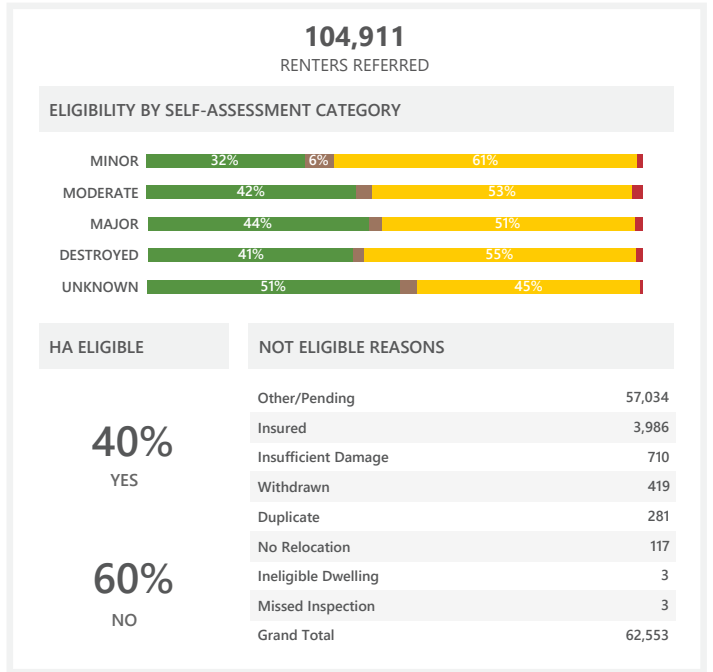 104,911
RENTERS REFERRED
ELIGIBILITY BY SELF-ASSESSMENT CATEGORY
MINOR 32% 6% 61%
MODERATE 42% 53%
MAJOR 44% 51%
DESTROYED 41% 55%
UNKNOWN 51% 45%
HA ELIGIBLE
40%
YES
60%
NO
NOT ELIGIBLE REASONS
Other/Pending 57,034
Insured 3,986
Insufficient Damage 710
Withdrawn 419
Duplicate 281
No Relocation 117
Ineligible Dwelling 3
Missed Inspection 3
Grand Total 62,553